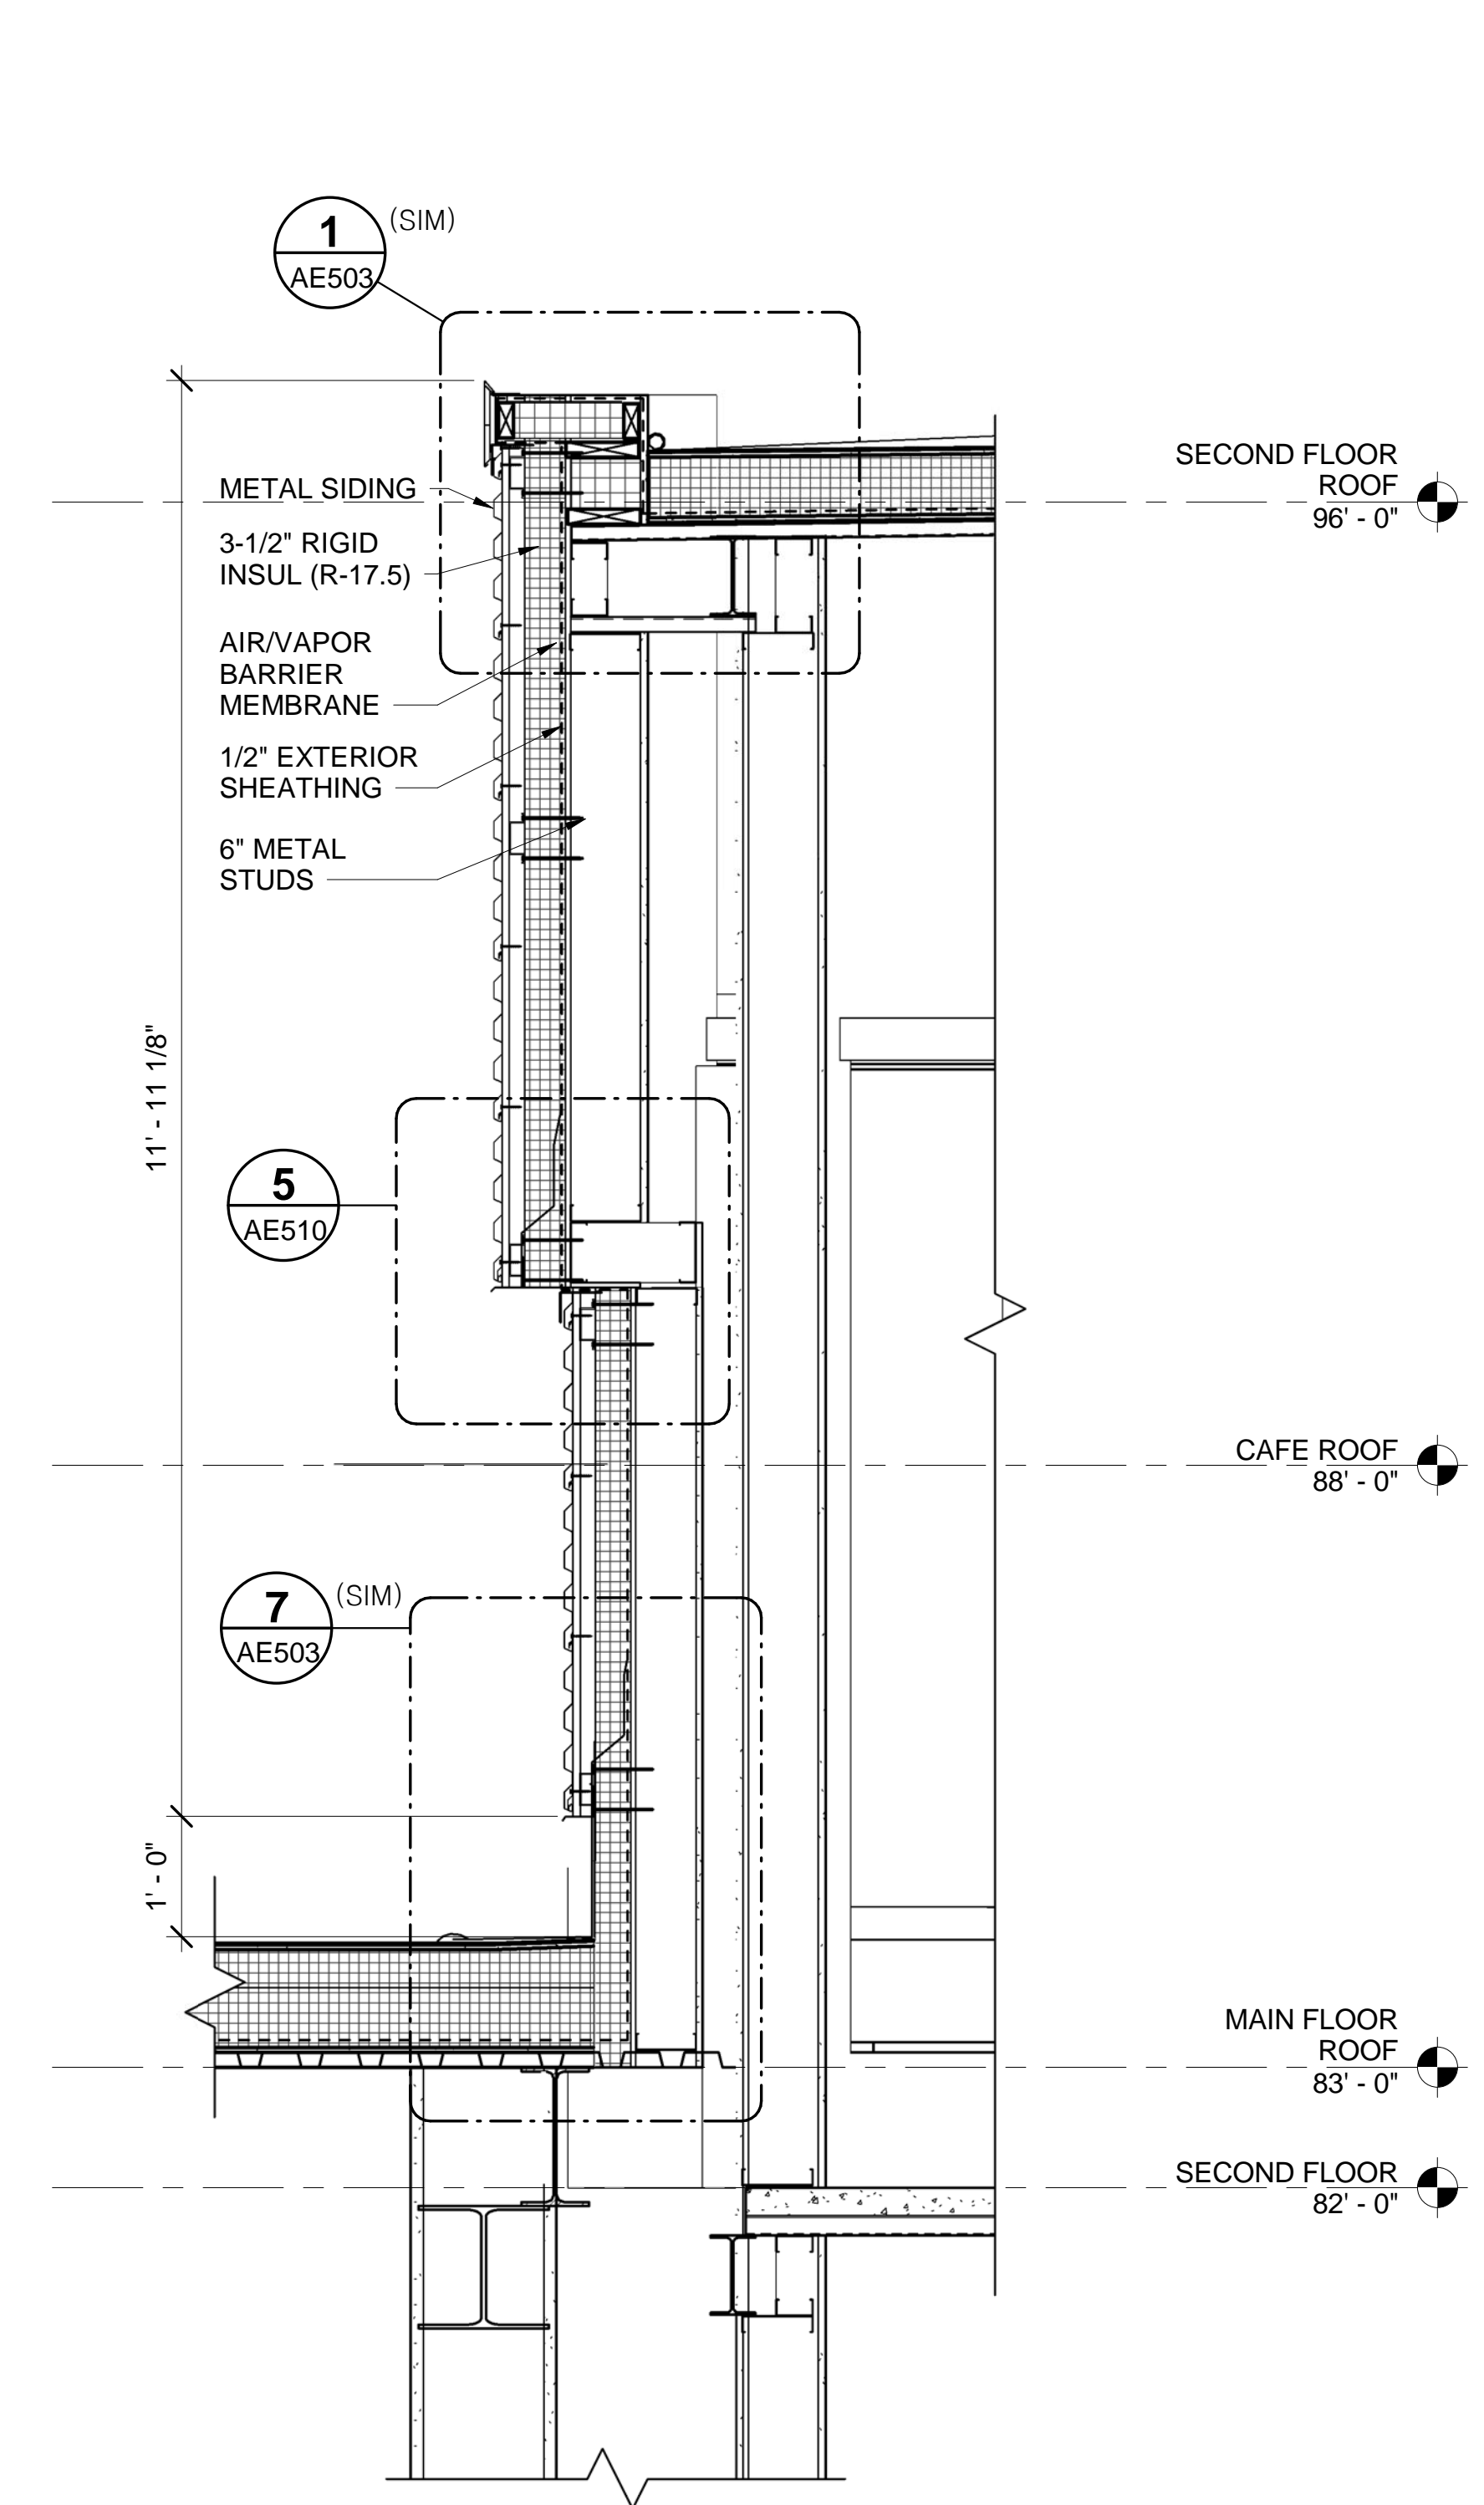 1
(SIM)
AE503
SECOND FLOOR
ROOF
96' - 0"
METAL SIDING
3-1/2" RIGID
INSUL (R-17.5)
AIR/VAPOR
BARRIER
MEMBRANE
1/2" EXTERIOR
SHEATHING
6" METAL
STUDS
11' - 11 1/8"
5
AE510
CAFE ROOF
88' - 0"
7
(SIM)
AE503
1' - 0"
MAIN FLOOR
ROOF
83' - 0"
SECOND FLOOR
82' - 0"